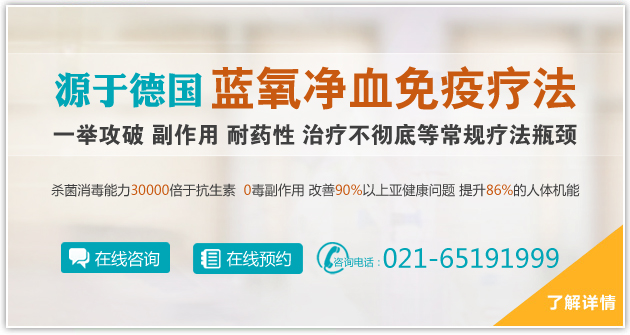 源于德国 蓝氧净血免疫疗法
一举攻破 副作用 耐药性 治疗不彻底等常规疗法瓶颈
杀菌消毒能力30000倍于抗生素 0毒副作用 改善90%以上亚健康问题 提升86%的人体机能
在线咨询 在线预约 咨询电话：021-65191999
了解详情